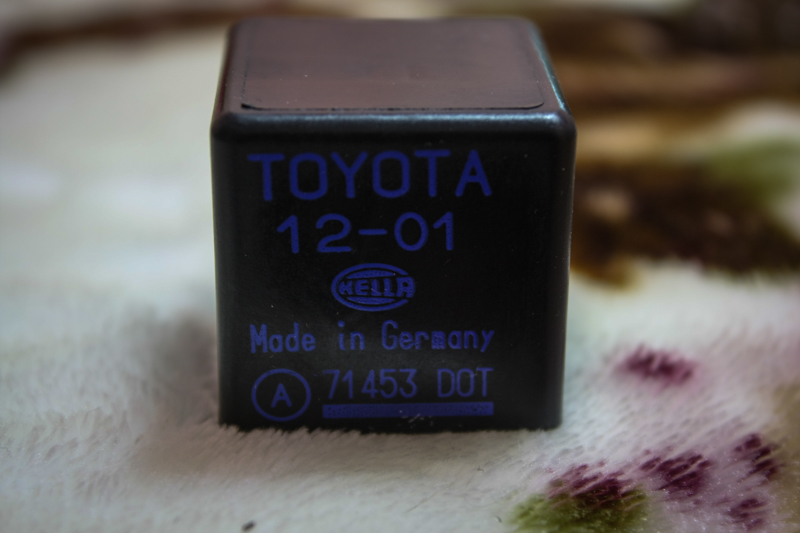 TOYOTA
12-01
HELLA
Made in Germany
A 71453 DOT